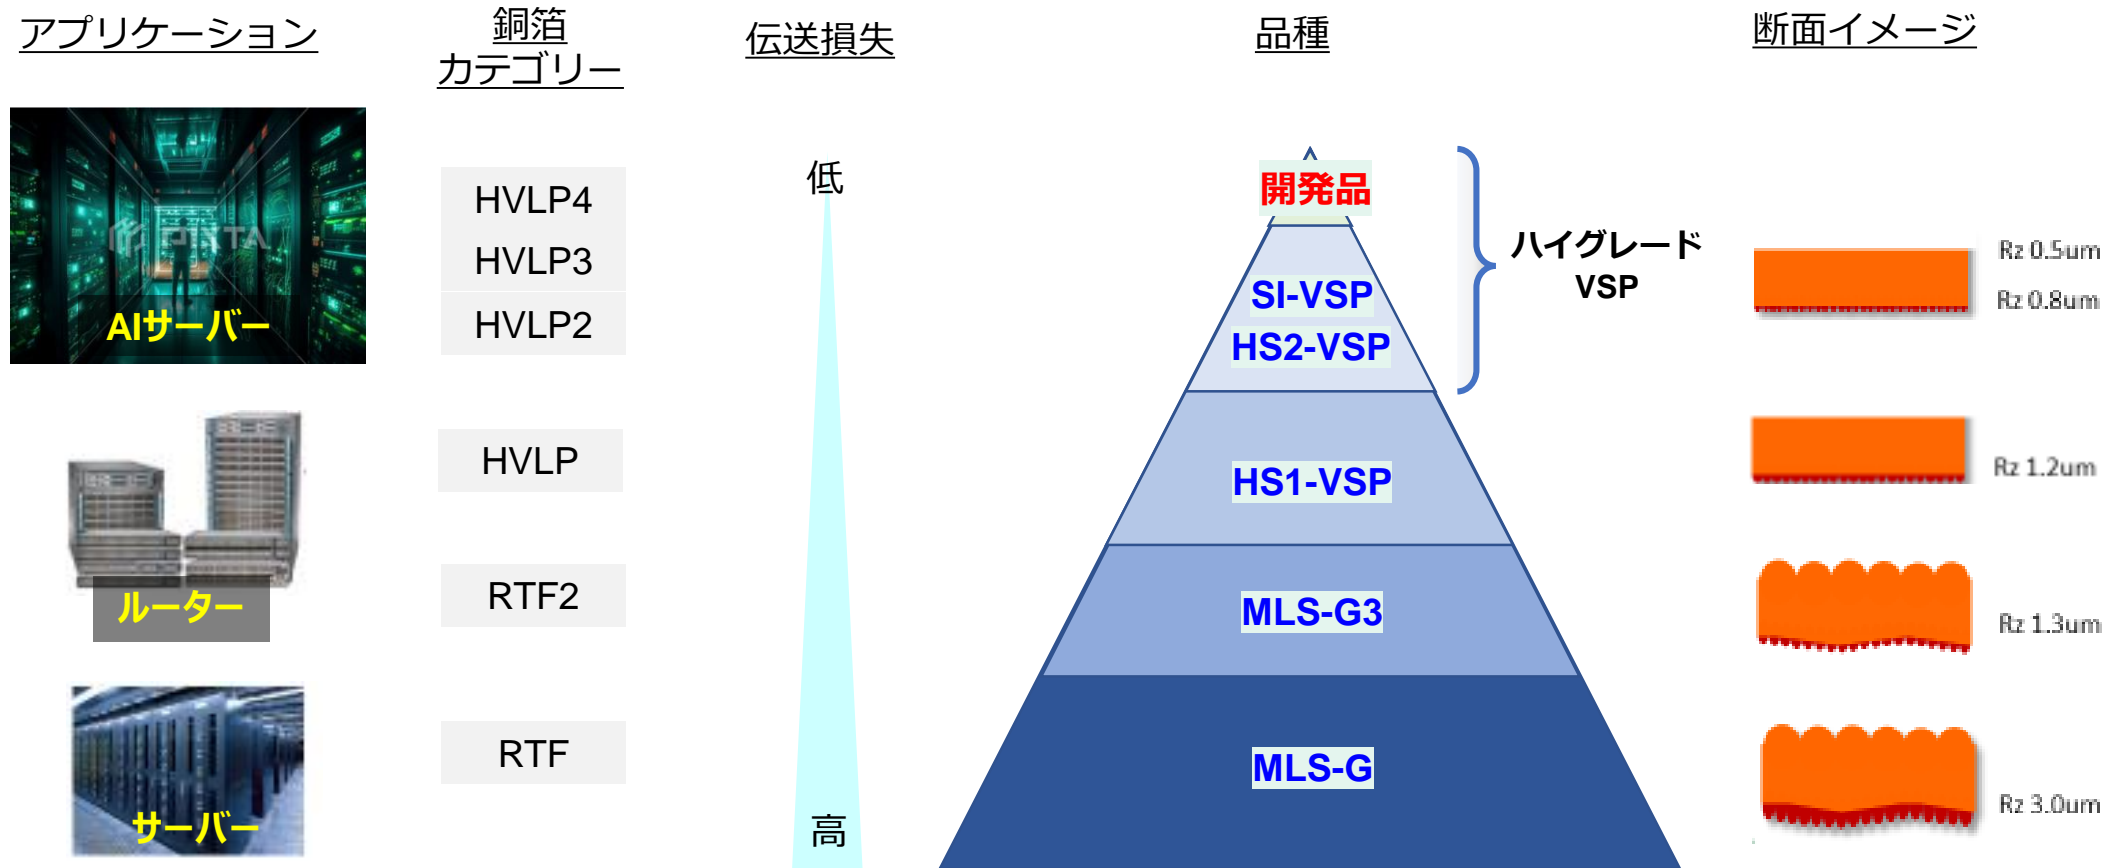 アプリケーション
銅箔
カテゴリー
伝送損失
品種
断面イメージ
PIXTA
AIサーバー
HVLP4
HVLP3
HVLP2
低
開発品
SI-VSP
HS2-VSP
ハイグレード
VSP
Rz 0.5um
Rz 0.8um
ルーター
HVLP
HS1-VSP
Rz 1.2um
RTF2
MLS-G3
Rz 1.3um
サーバー
RTF
高
MLS-G
Rz 3.0um